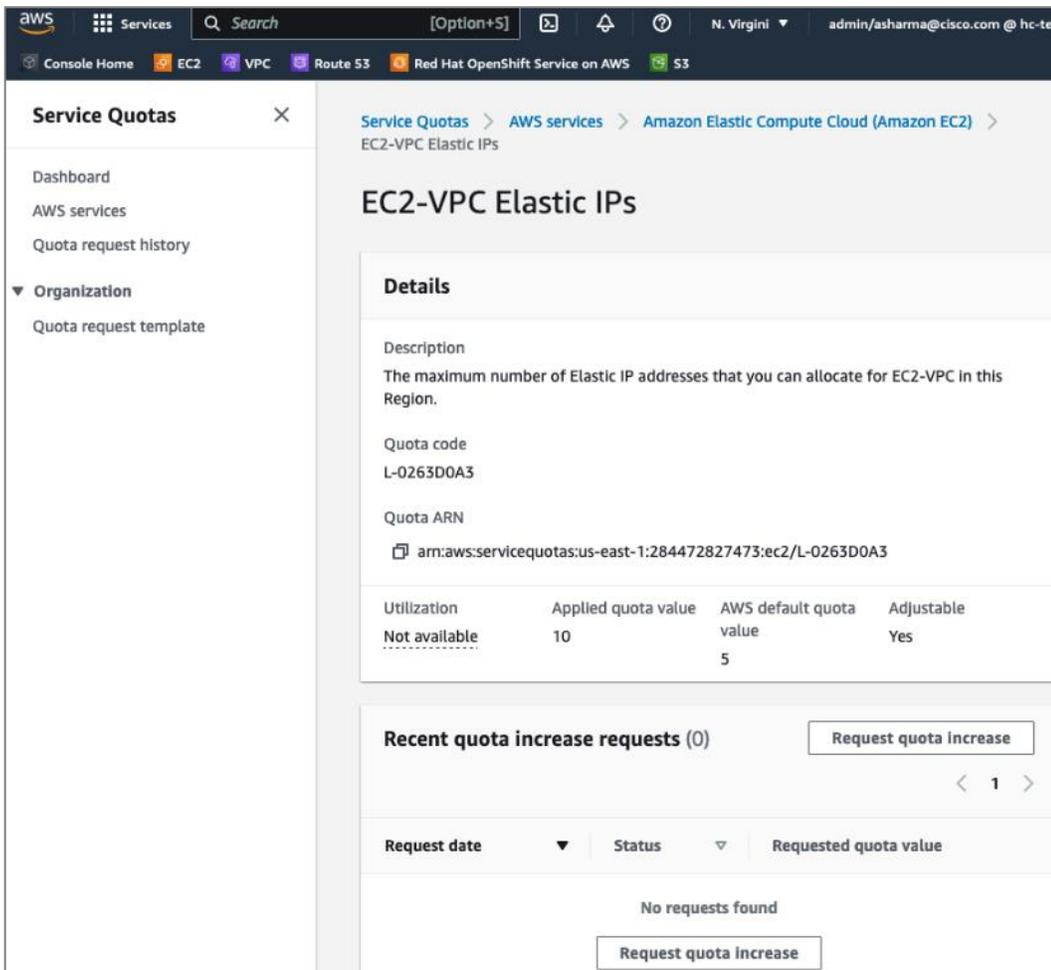 aws Services Search [Option+S] N. Virgini admin/asharma@cisco.com @ hc-te
Console Home EC2 VPC Route 53 Red Hat OpenShift Service on AWS S3
Service Quotas
Dashboard
AWS services
Quota request history
Organization
Quota request template
Service Quotas > AWS services > Amazon Elastic Compute Cloud (Amazon EC2) >
EC2-VPC Elastic IPs
EC2-VPC Elastic IPs
Details
Description
The maximum number of Elastic IP addresses that you can allocate for EC2-VPC in this
Region.
Quota code
L-0263D0A3
Quota ARN
arn:aws:servicequotas:us-east-1:284472827473:ec2/L-0263D0A3
Utilization
Not available
Applied quota value
10
AWS default quota
value
5
Adjustable
Yes
Recent quota increase requests (0)
Request quota increase
< 1 >
Request date Status Requested quota value
No requests found
Request quota increase